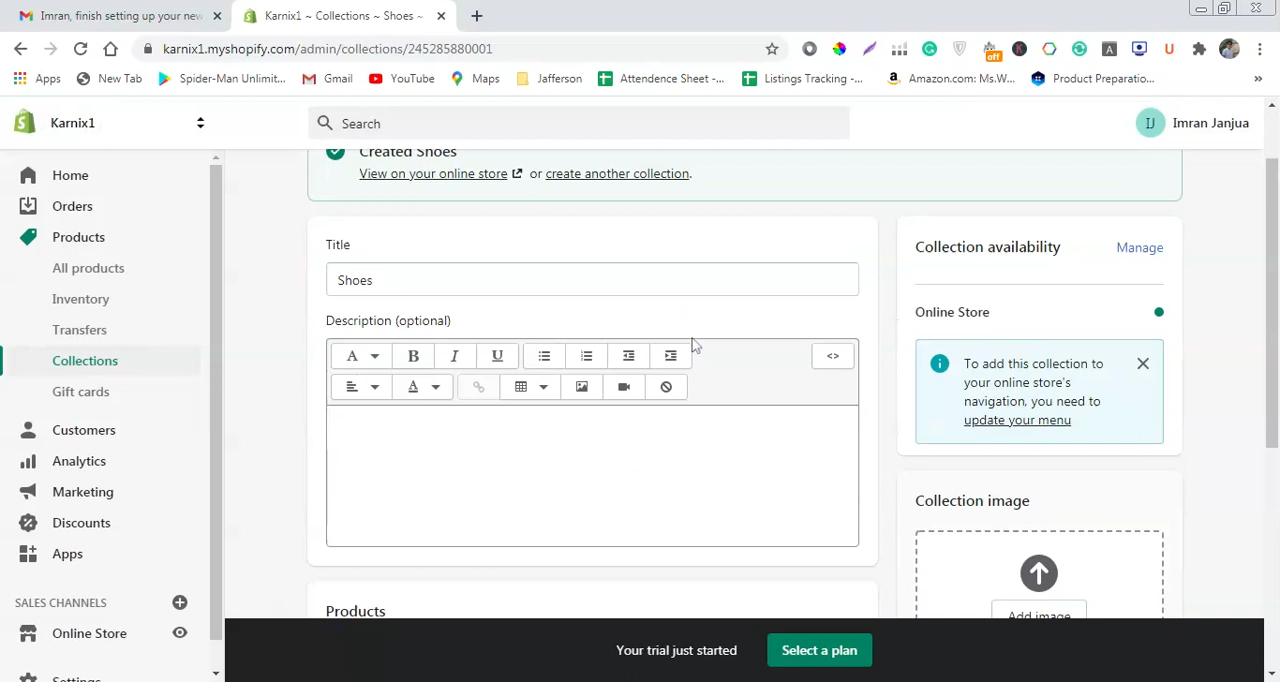 Imran, finish setting up your new
Karnix1 ~ Collections ~ Shoes ~
karnix1.myshopify.com/admin/collections/245285880001
off
Apps
New Tab
Spider-Man Unlimit...
Gmail
YouTube
Maps
Jafferson
Attendence Sheet -...
Listings Tracking -...
Amazon.com: Ms.W...
Product Preparatio...
»
Karnix1
Search
IJ
Imran Janjua
Home
Orders
Products
All products
Inventory
Transfers
Collections
Gift cards
Customers
Analytics
Marketing
Discounts
Apps
SALES CHANNELS
Online Store
Settings
Created Shoes
View on your online store or create another collection.
Title
Shoes
Description (optional)
A B I U <>
A
Products
Collection availability
Manage
Online Store
To add this collection to
your online store's
navigation, you need to
update your menu
Collection image
Add image
Your trial just started
Select a plan